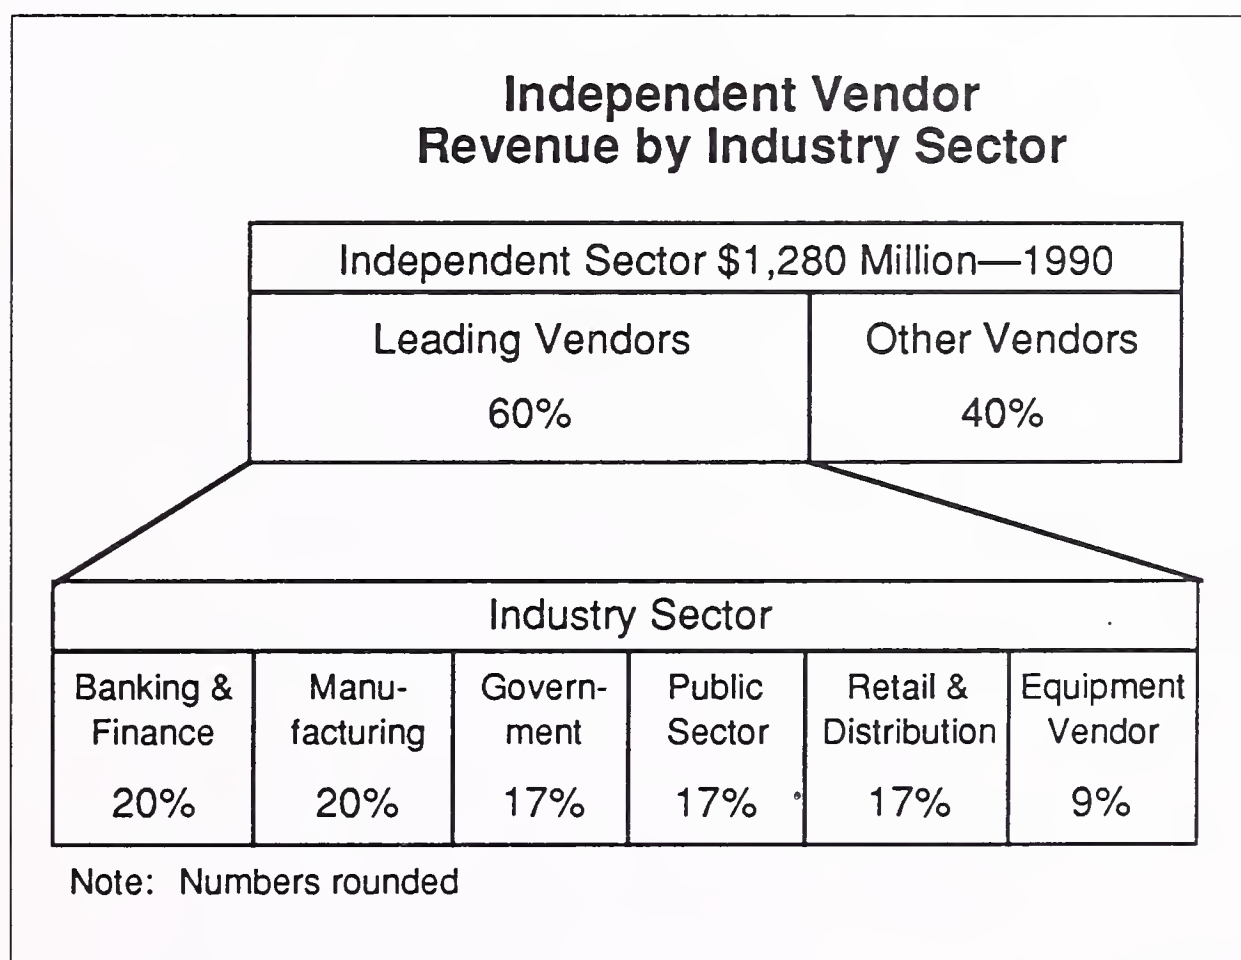 Independent Vendor
Revenue by Industry Sector
Independent Sector $1,280 Million—1990
Leading Vendors
60%
Other Vendors
40%
Industry Sector
Banking &
Finance
20%
Manu-
facturing
20%
Govern-
ment
17%
Public
Sector
17%
Retail &
Distribution
17%
Equipment
Vendor
9%
Note: Numbers rounded